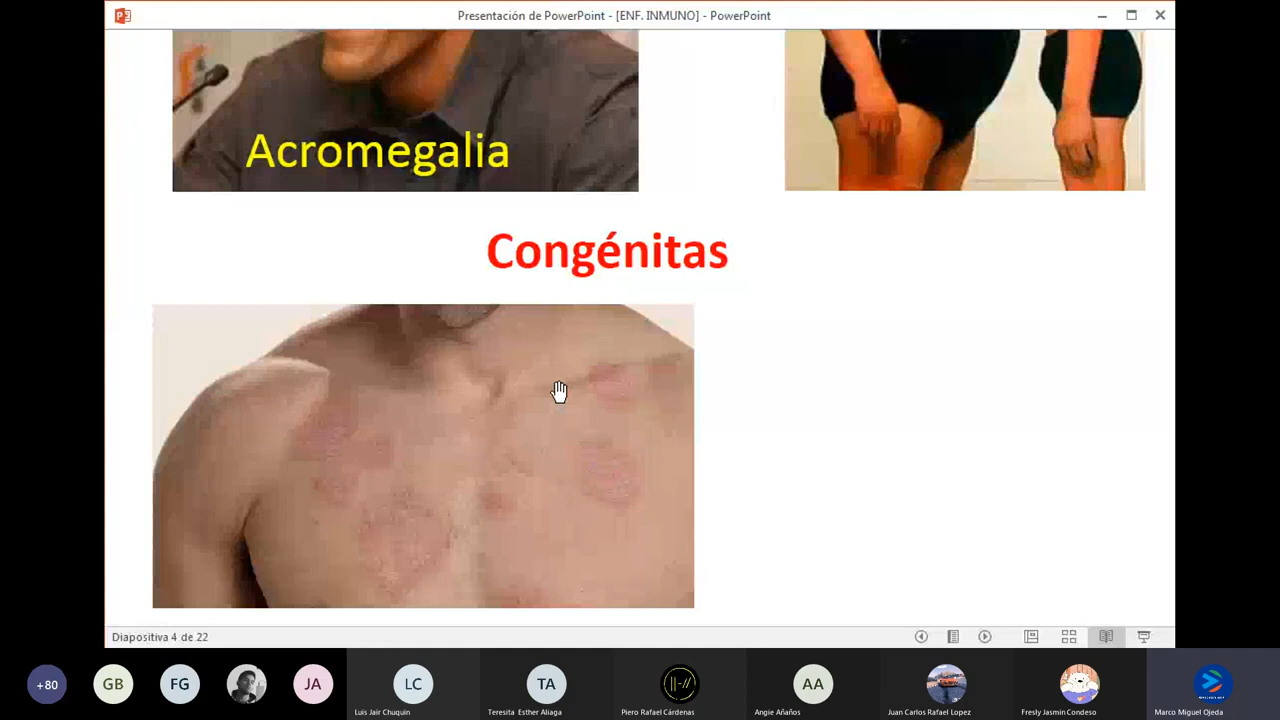 Presentación de PowerPoint - [ENF. INMUNO] - PowerPoint
Acromegalia
Congénitas
Diapositiva 4 de 22
+80
GB
FG
JA
LC
TA
AA
Luis Jair Chuquin
Teresita Esther Aliaga
Piero Rafael Cárdenas
Angie Añaños
Juan Carlos Rafael Lopez
Fresly Jasmin Condeso
Marco Miguel Ojeda